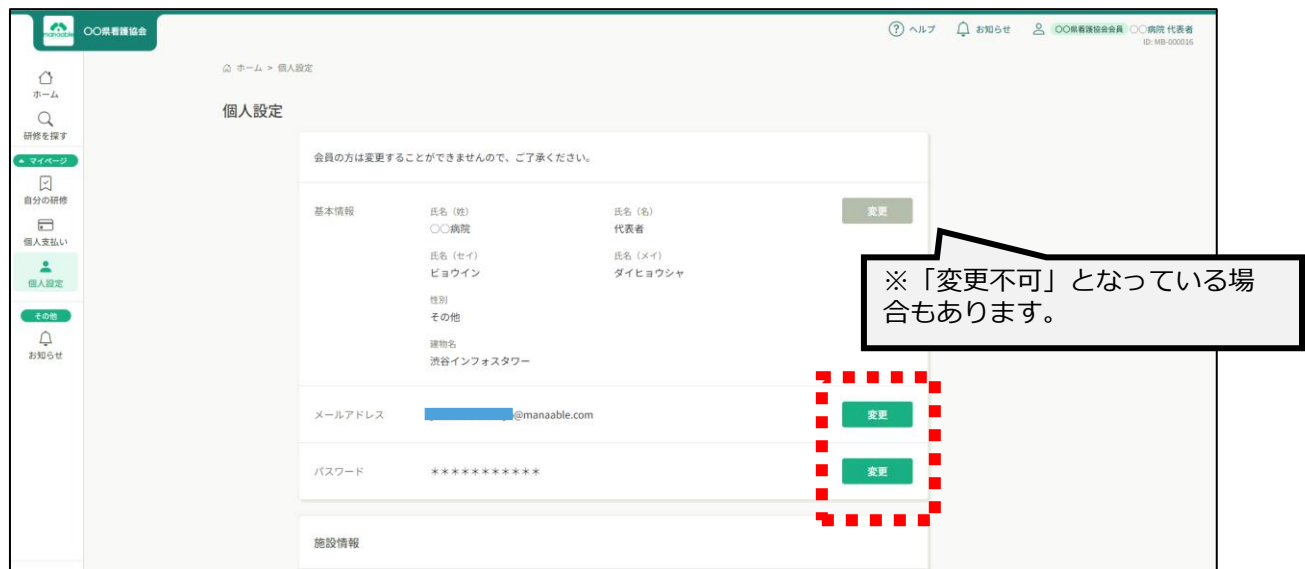 manaable
〇〇県看護協会
ヘルプ
お知らせ
〇〇県看護協会会員 〇〇病院 代表者
ID: MB-000016
ホーム
研修を探す
マイページ
自分の研修
個人支払い
個人設定
その他
お知らせ
ホーム > 個人設定
個人設定
会員の方は変更することができませんので、ご了承ください。
基本情報
氏名（姓） 氏名（名）
〇〇病院 代表者
変更
氏名（セイ） 氏名（メイ）
ビョウイン ダイヒョウシャ
性別
その他
建物名
渋谷インフォスタワー
※「変更不可」となっている場
合もあります。
メールアドレス @manaable.com 変更
パスワード ＊＊＊＊＊＊＊＊＊＊＊ 変更
施設情報